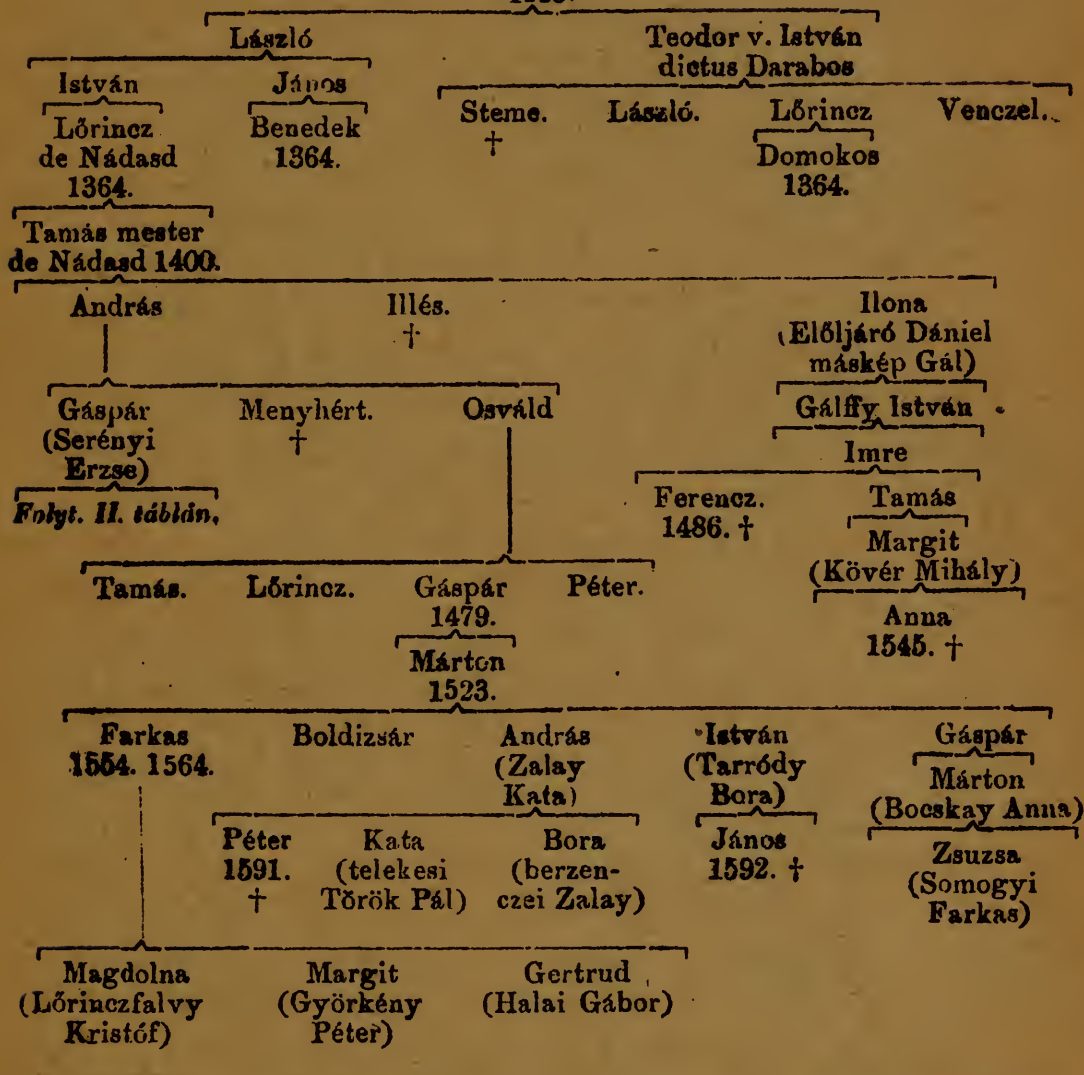 László
Teodor v. István
dictus Darabos
István
János
Steme.
†
László.
Lőrincz
Venczel.
Lőrincz
de Nádasd
1364.
Benedek
1364.
Domokos
1364.
Tamás mester
de Nádasd 1400.
András
Illés.
†
Ilona
(Előljáró Dániel
máskép Gál)
Gáspár
(Serényi
Erzse)
Menyhért.
†
Osváld
Gálffy István
Imre
Folyt. II. táblán.
Ferencz.
1486. †
Tamás
Margit
(Kövér Mihály)
Anna
1545. †
Tamás.
Lőrincz.
Gáspár
1479.
Péter.
Márton
1523.
Farkas
1554. 1564.
Boldizsár
András
(Zalay
Kata)
István
(Tarródy
Bora)
Gáspár
Márton
(Bocskay Anna)
Péter
1591.
†
Kata
(telekesi
Török Pál)
Bora
(berzen-
czei Zalay)
János
1592. †
Zsuzsa
(Somogyi
Farkas)
Magdolna
(Lőrinczfalvy
Kristóf)
Margit
(Györkény
Péter)
Gertrud
(Halai Gábor)